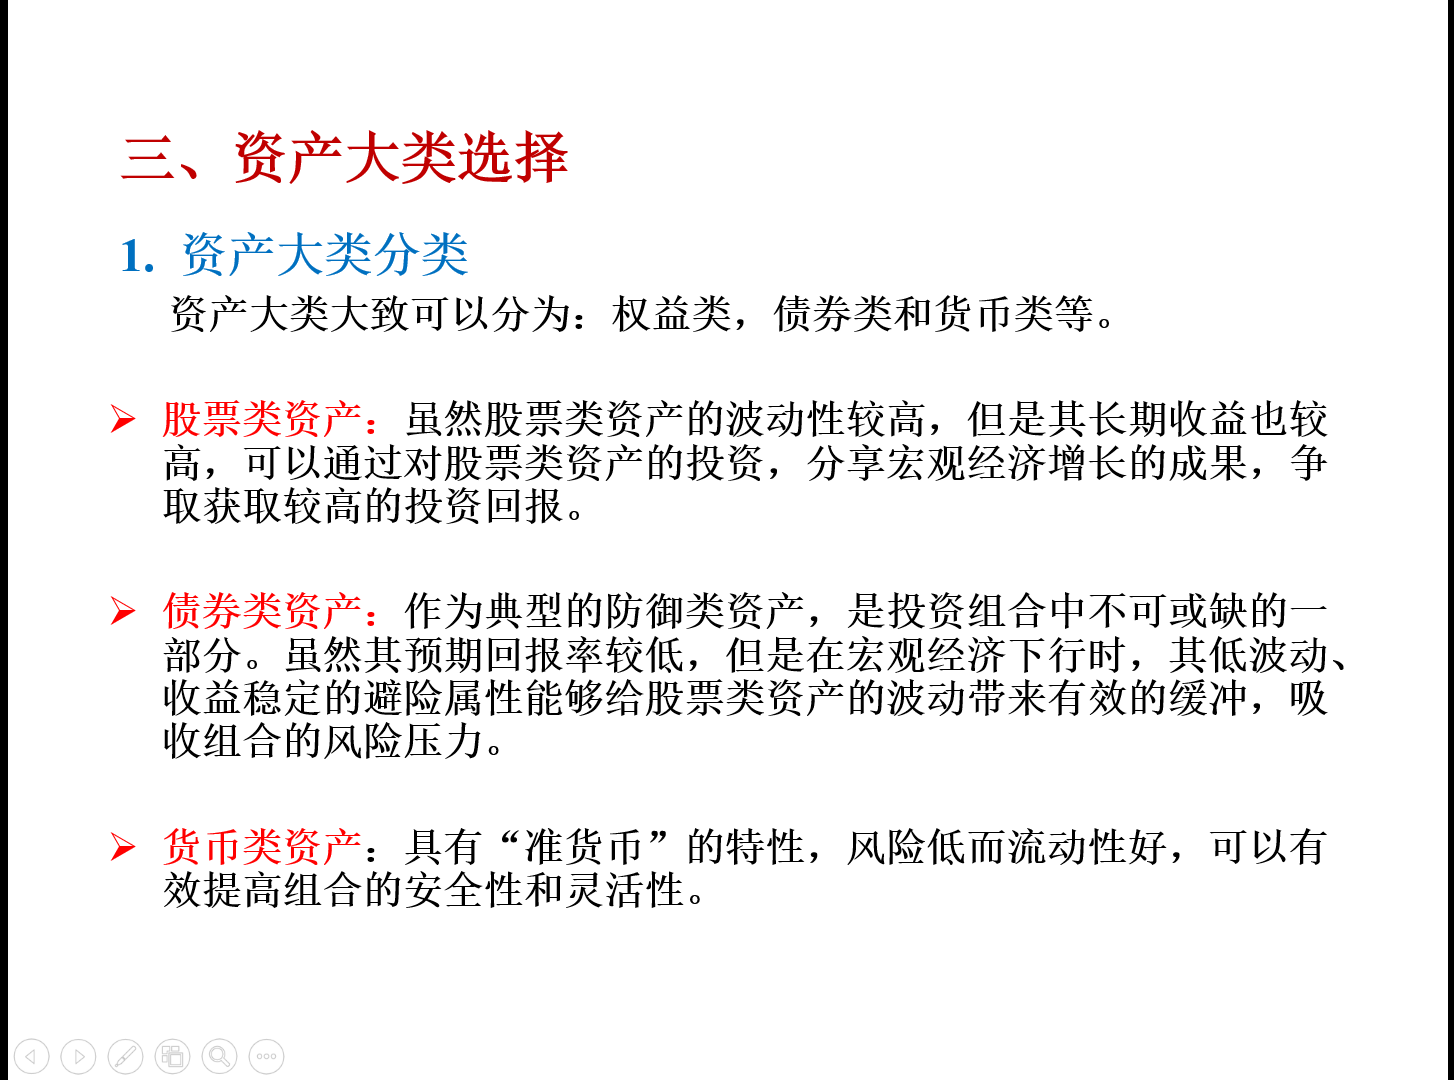 三、资产大类选择
1. 资产大类分类
资产大类大致可以分为：权益类，债券类和货币类等。
股票类资产：虽然股票类资产的波动性较高，但是其长期收益也较
高，可以通过对股票类资产的投资，分享宏观经济增长的成果，争
取获取较高的投资回报。
债券类资产：作为典型的防御类资产，是投资组合中不可或缺的一
部分。虽然其预期回报率较低，但是在宏观经济下行时，其低波动、
收益稳定的避险属性能够给股票类资产的波动带来有效的缓冲，吸
收组合的风险压力。
货币类资产：具有“准货币”的特性，风险低而流动性好，可以有
效提高组合的安全性和灵活性。